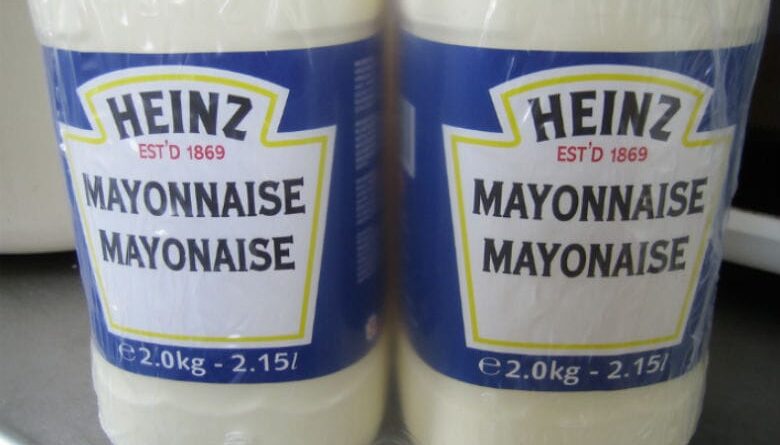 HEINZ
EST'D 1869
MAYONNAISE
MAYONAISE
℮2.0kg - 2.15l
HEINZ
EST'D 1869
MAYONNAISE
MAYONAISE
℮2.0kg - 2.15l